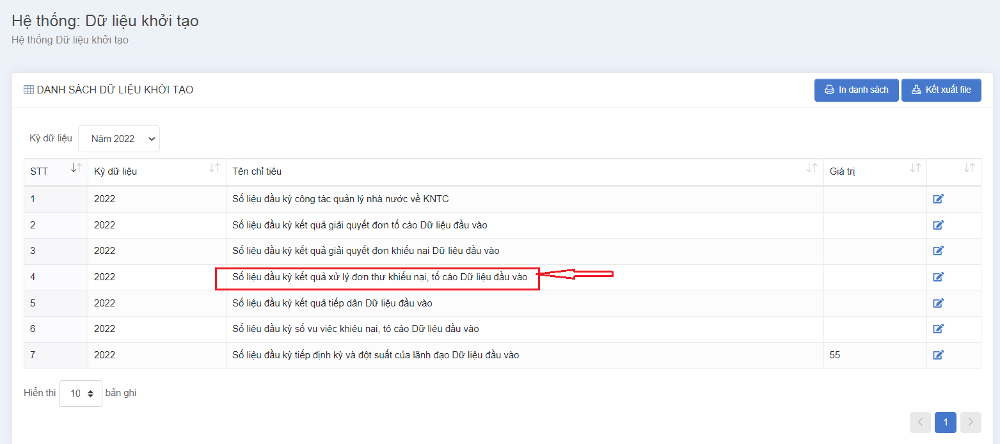 Hệ thống: Dữ liệu khởi tạo
Hệ thống Dữ liệu khởi tạo
DANH SÁCH DỮ LIỆU KHỞI TẠO
In danh sách
Kết xuất file
Kỳ dữ liệu Năm 2022
STT Kỳ dữ liệu Tên chỉ tiêu Giá trị
1 2022 Số liệu đầu kỳ công tác quản lý nhà nước về KNTC
2 2022 Số liệu đầu kỳ kết quả giải quyết đơn tố cáo Dữ liệu đầu vào
3 2022 Số liệu đầu kỳ kết quả giải quyết đơn khiếu nại Dữ liệu đầu vào
4 2022 Số liệu đầu kỳ kết quả xử lý đơn thư khiếu nại, tố cáo Dữ liệu đầu vào
5 2022 Số liệu đầu kỳ kết quả tiếp dân Dữ liệu đầu vào
6 2022 Số liệu đầu kỳ số vụ việc khiêu nại, tô cáo Dữ liệu đầu vào
7 2022 Số liệu đầu kỳ tiếp định kỳ và đột suất của lãnh đạo Dữ liệu đầu vào 55
Hiển thị 10 bản ghi
1